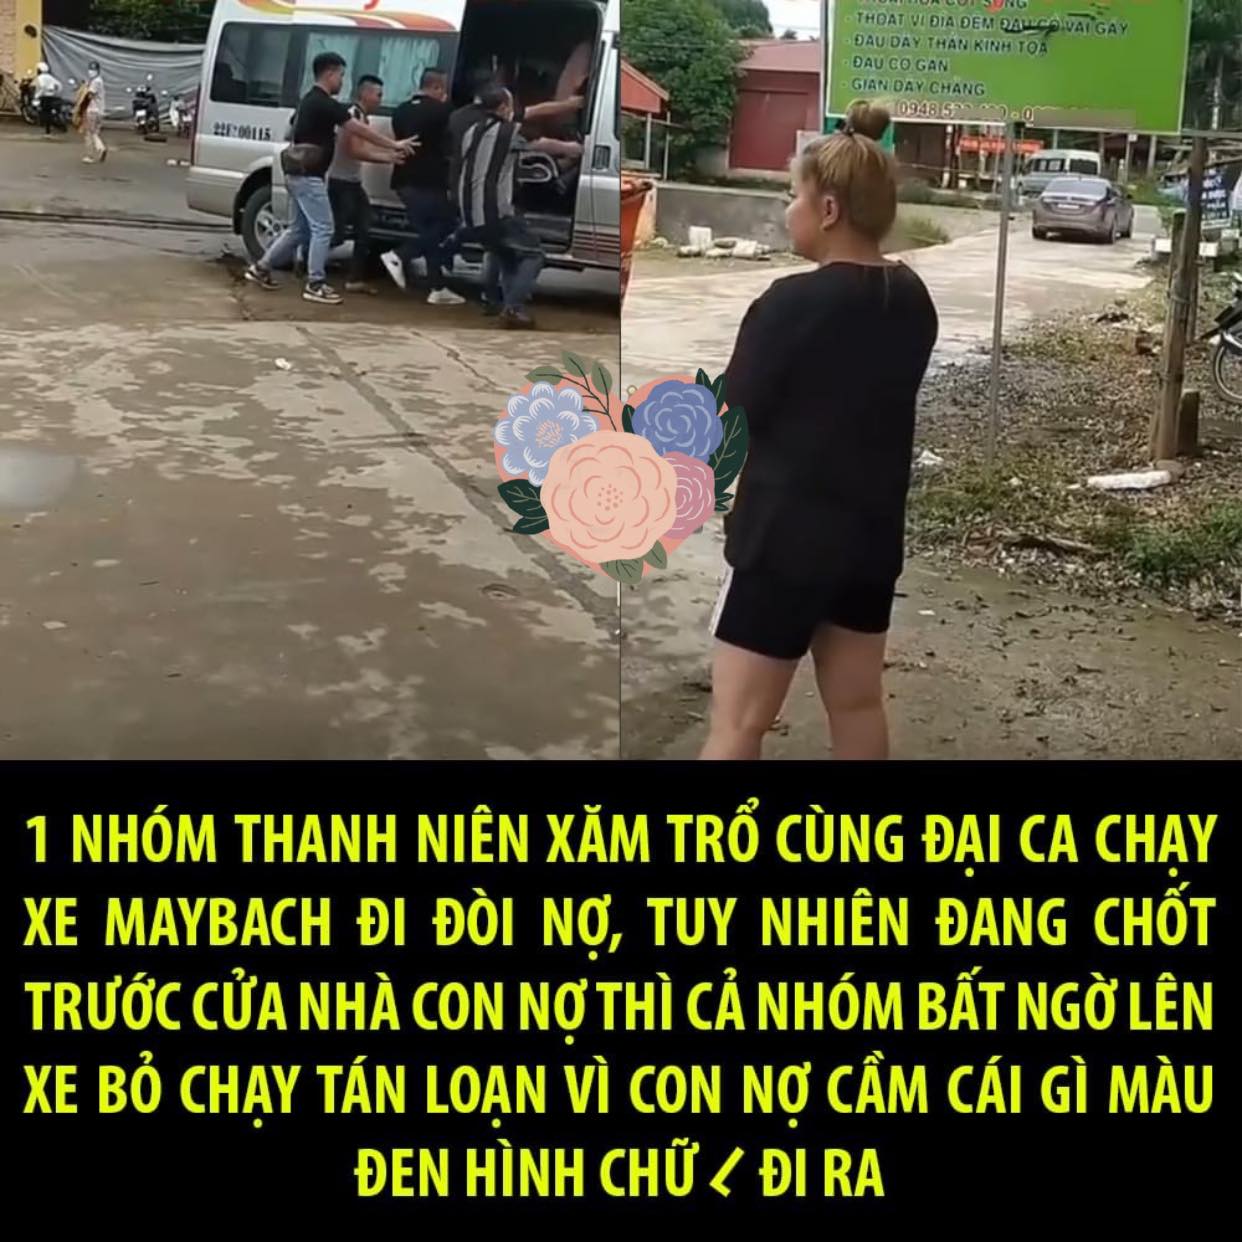 22F-00115
- THOÁT VỊ ĐĨA ĐỆM ĐAU CỔ VAI GÁY
- ĐAU DÂY THẦN KINH TỌA
- ĐAU CƠ GÂN
- GIÃN DÂY CHẰNG
1 NHÓM THANH NIÊN XĂM TRỔ CÙNG ĐẠI CA CHẠY
XE MAYBACH ĐI ĐÒI NỢ, TUY NHIÊN ĐANG CHỐT
TRƯỚC CỬA NHÀ CON NỢ THÌ CẢ NHÓM BẤT NGỜ LÊN
XE BỎ CHẠY TÁN LOẠN VÌ CON NỢ CẦM CÁI GÌ MÀU
ĐEN HÌNH CHỮ < ĐI RA